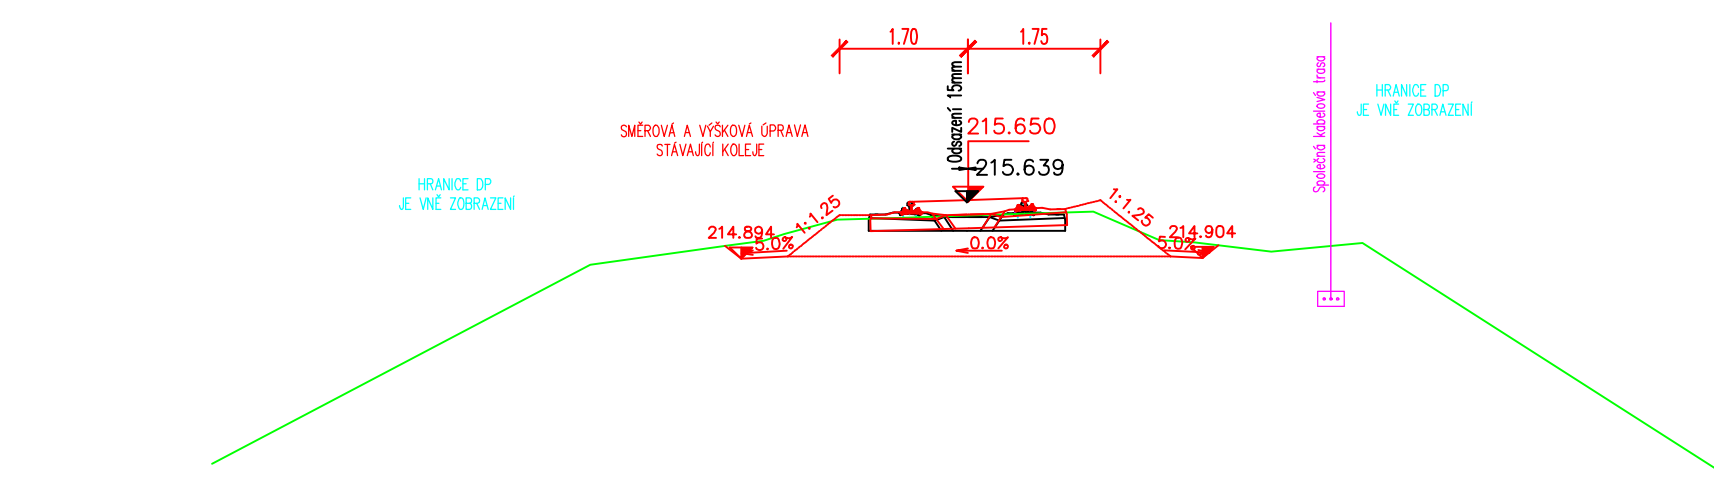 1.70
1.75
Odsazení 15mm
Společná kabelová trasa
HRANICE DP
JE VNĚ ZOBRAZENÍ
SMĚROVÁ A VÝŠKOVÁ ÚPRAVA
STÁVAJÍCÍ KOLEJE
215.650
215.639
HRANICE DP
JE VNĚ ZOBRAZENÍ
1:1.25
1:1.25
214.894
5.0%
0.0%
5.0%
214.904